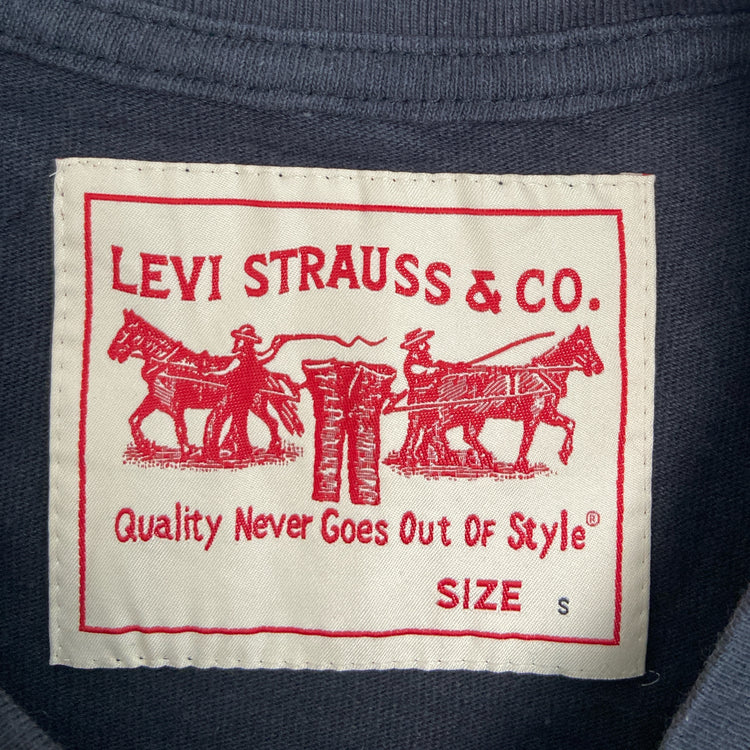 LEVI STRAUSS & CO.
Quality Never Goes Out Of Style®
SIZE S